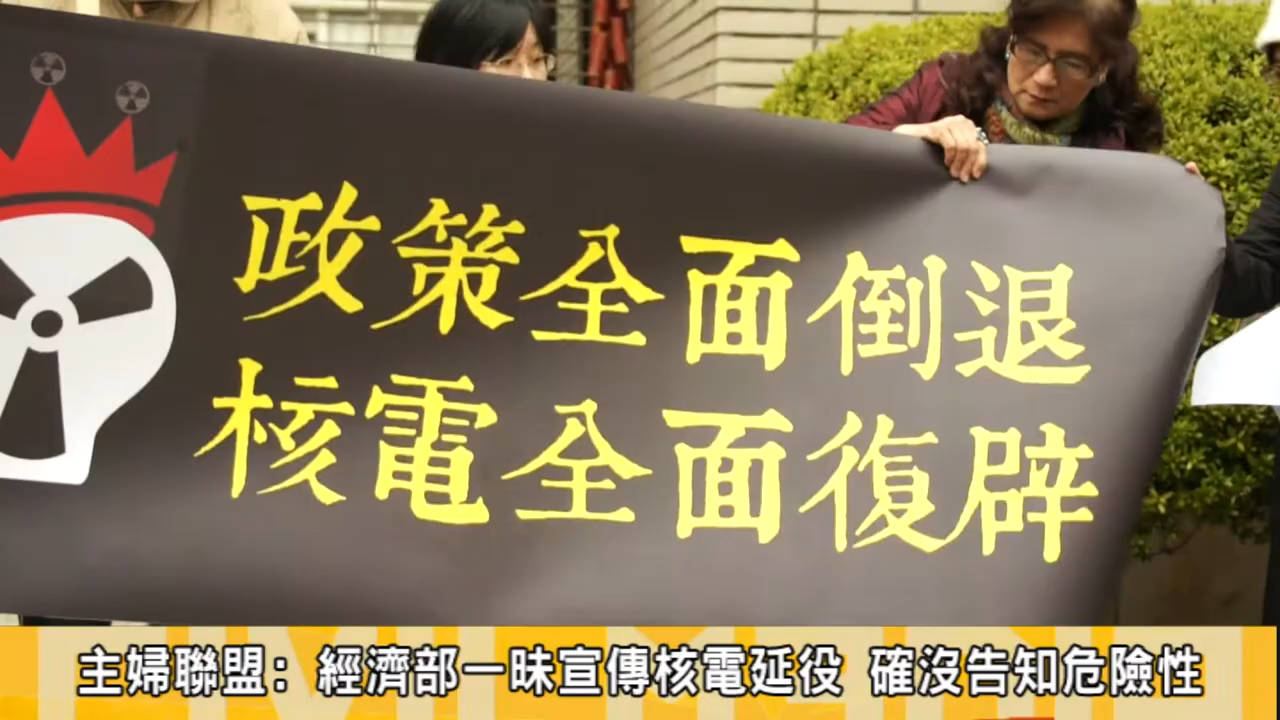 政策全面倒退
核電全面復辟
主婦聯盟：經濟部一昧宣傳核電延役 確沒告知危險性